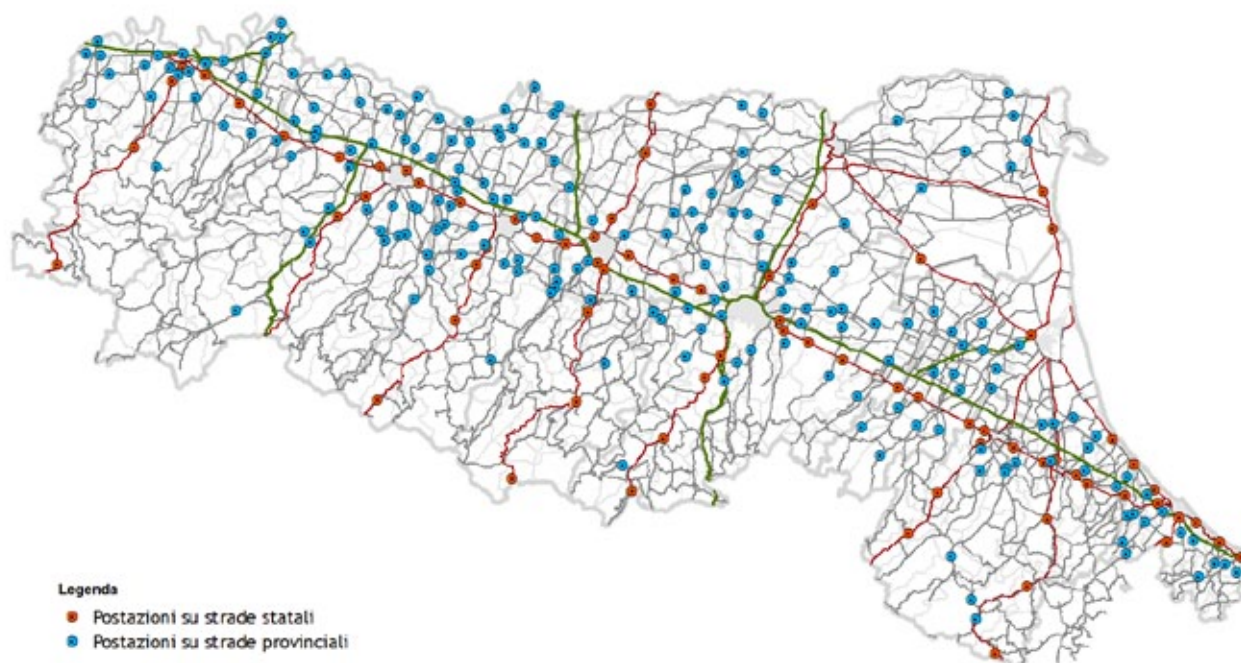 Legenda
Postazioni su strade statali
Postazioni su strade provinciali